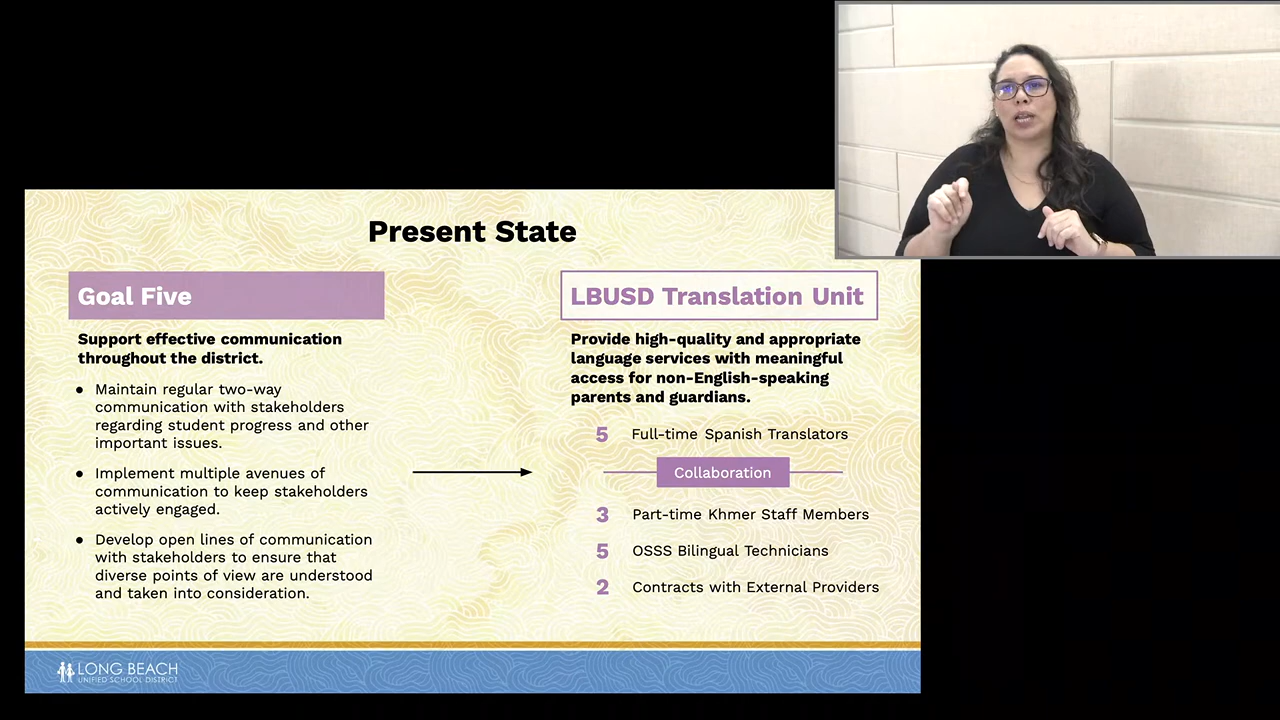 Present State
Goal Five
Support effective communication
throughout the district.
● Maintain regular two-way
communication with stakeholders
regarding student progress and other
important issues.
● Implement multiple avenues of
communication to keep stakeholders
actively engaged.
● Develop open lines of communication
with stakeholders to ensure that
diverse points of view are understood
and taken into consideration.
LBUSD Translation Unit
Provide high-quality and appropriate
language services with meaningful
access for non-English-speaking
parents and guardians.
5 Full-time Spanish Translators
Collaboration
3 Part-time Khmer Staff Members
5 OSSS Bilingual Technicians
2 Contracts with External Providers
LONG BEACH
UNIFIED SCHOOL DISTRICT